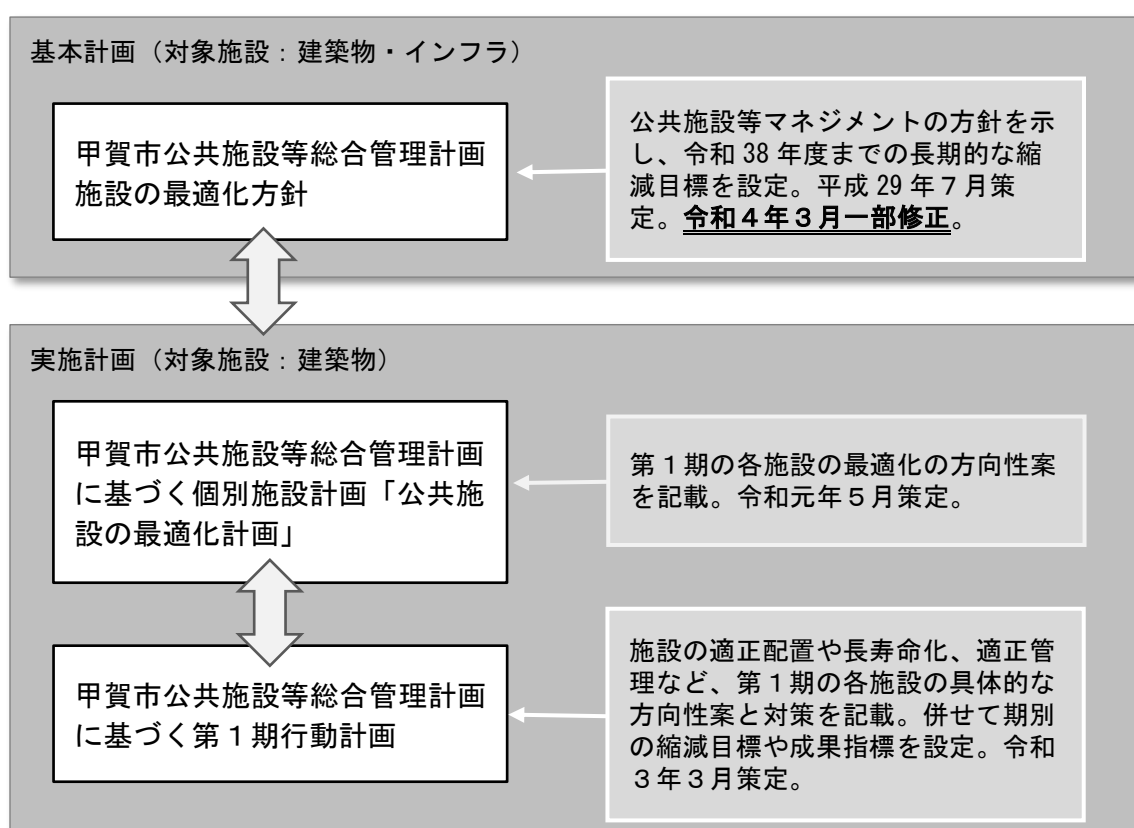 基本計画（対象施設：建築物・インフラ）
甲賀市公共施設等総合管理計画
施設の最適化方針
公共施設等マネジメントの方針を示
し、令和 38 年度までの長期的な縮
減目標を設定。平成 29 年７月策
定。令和４年３月一部修正。
実施計画（対象施設：建築物）
甲賀市公共施設等総合管理計画
に基づく個別施設計画「公共施
設の最適化計画」
第１期の各施設の最適化の方向性案
を記載。令和元年５月策定。
甲賀市公共施設等総合管理計画
に基づく第１期行動計画
施設の適正配置や長寿命化、適正管
理など、第１期の各施設の具体的な
方向性案と対策を記載。併せて期別
の縮減目標や成果指標を設定。令和
３年３月策定。